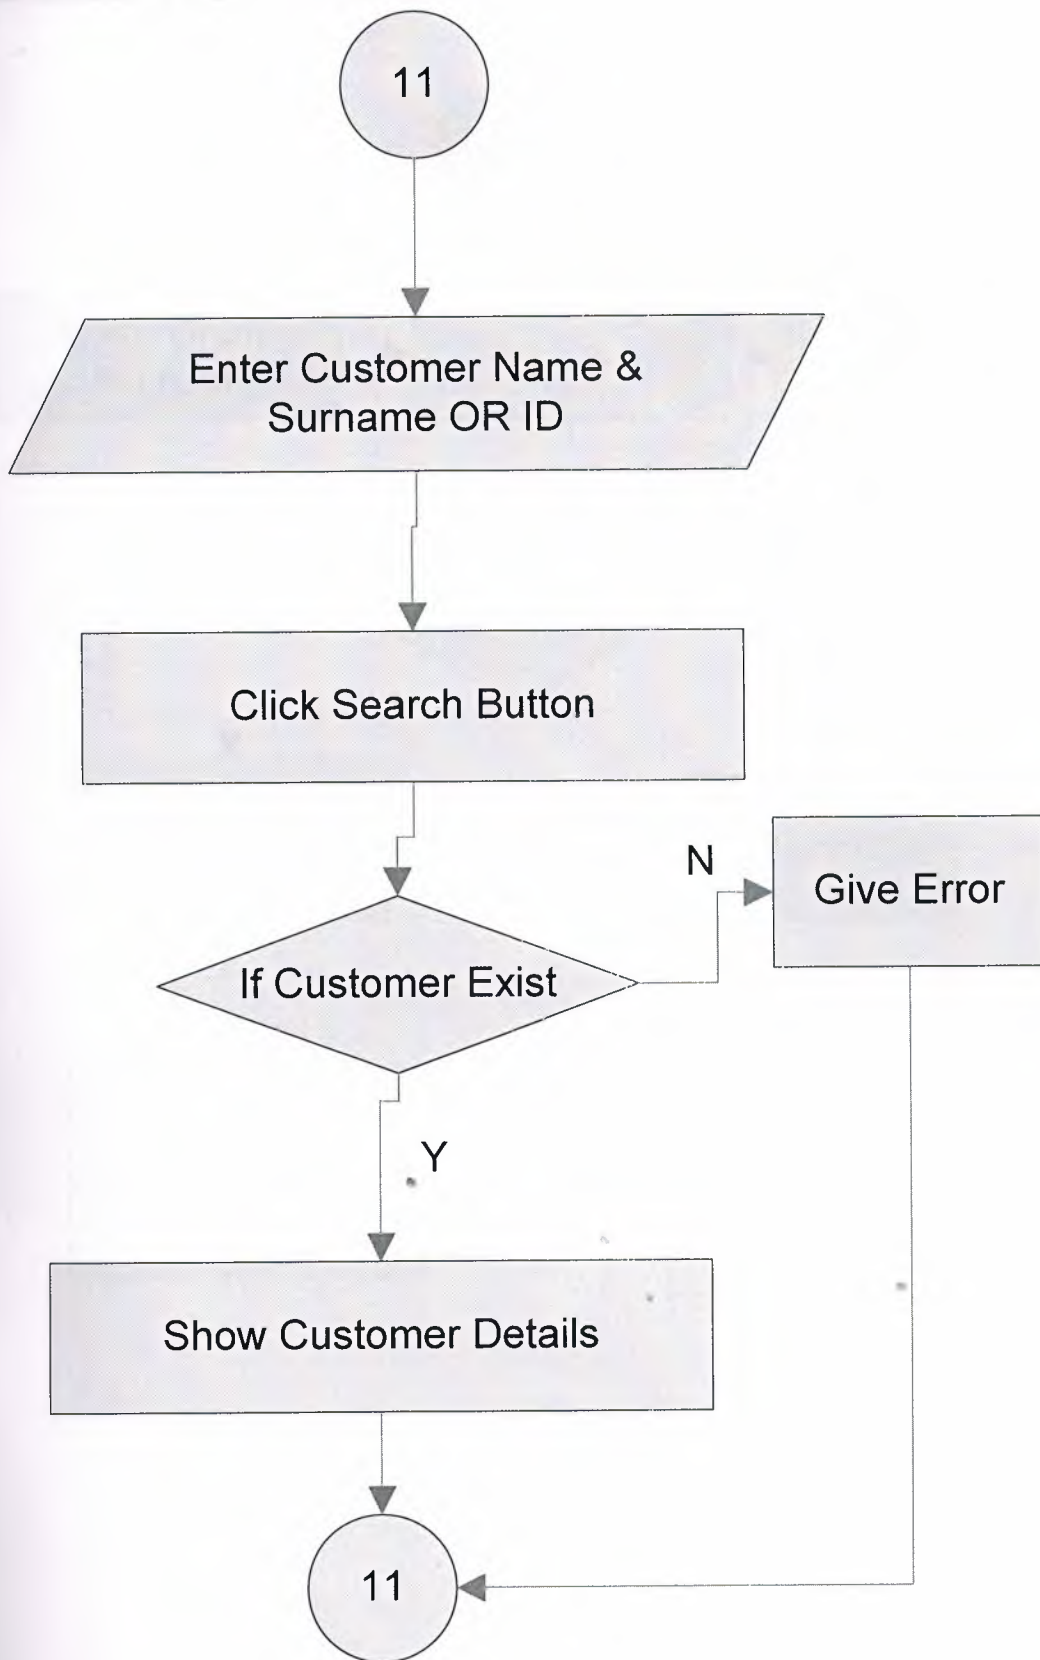 11
Enter Customer Name &
Surname OR ID
Click Search Button
N
Give Error
If Customer Exist
Y
Show Customer Details
11